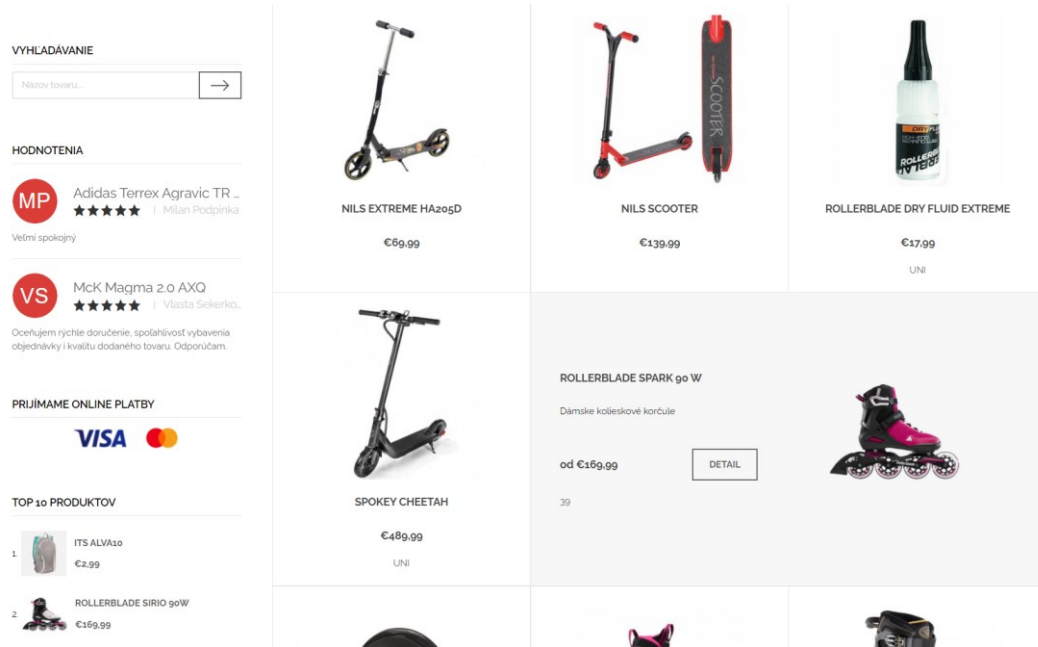 VYHĽADÁVANIE
Názov tovaru...
HODNOTENIA
MP
Adidas Terrex Agravic TR ...
| Milan Podpinka
Veľmi spokojný
VS
McK Magma 2.0 AXQ
| Vlasta Sekerko...
Oceňujem rýchle doručenie, spoľahlivosť vybavenia
objednávky i kvalitu dodaného tovaru. Odporúčam.
PRIJÍMAME ONLINE PLATBY
VISA
TOP 10 PRODUKTOV
1.
ITS ALVA10
€2,99
2.
ROLLERBLADE SIRIO 90W
€169,99
NILS EXTREME HA205D
€69,99
SCOOTER
NILS SCOOTER
€139,99
DRY FLUID
ROLLERBLADE DRY FLUID EXTREME
€17,99
UNI
SPOKEY CHEETAH
€489,99
UNI
ROLLERBLADE SPARK 90 W
Dámske kolieskové korčule
od €169,99
DETAIL
39